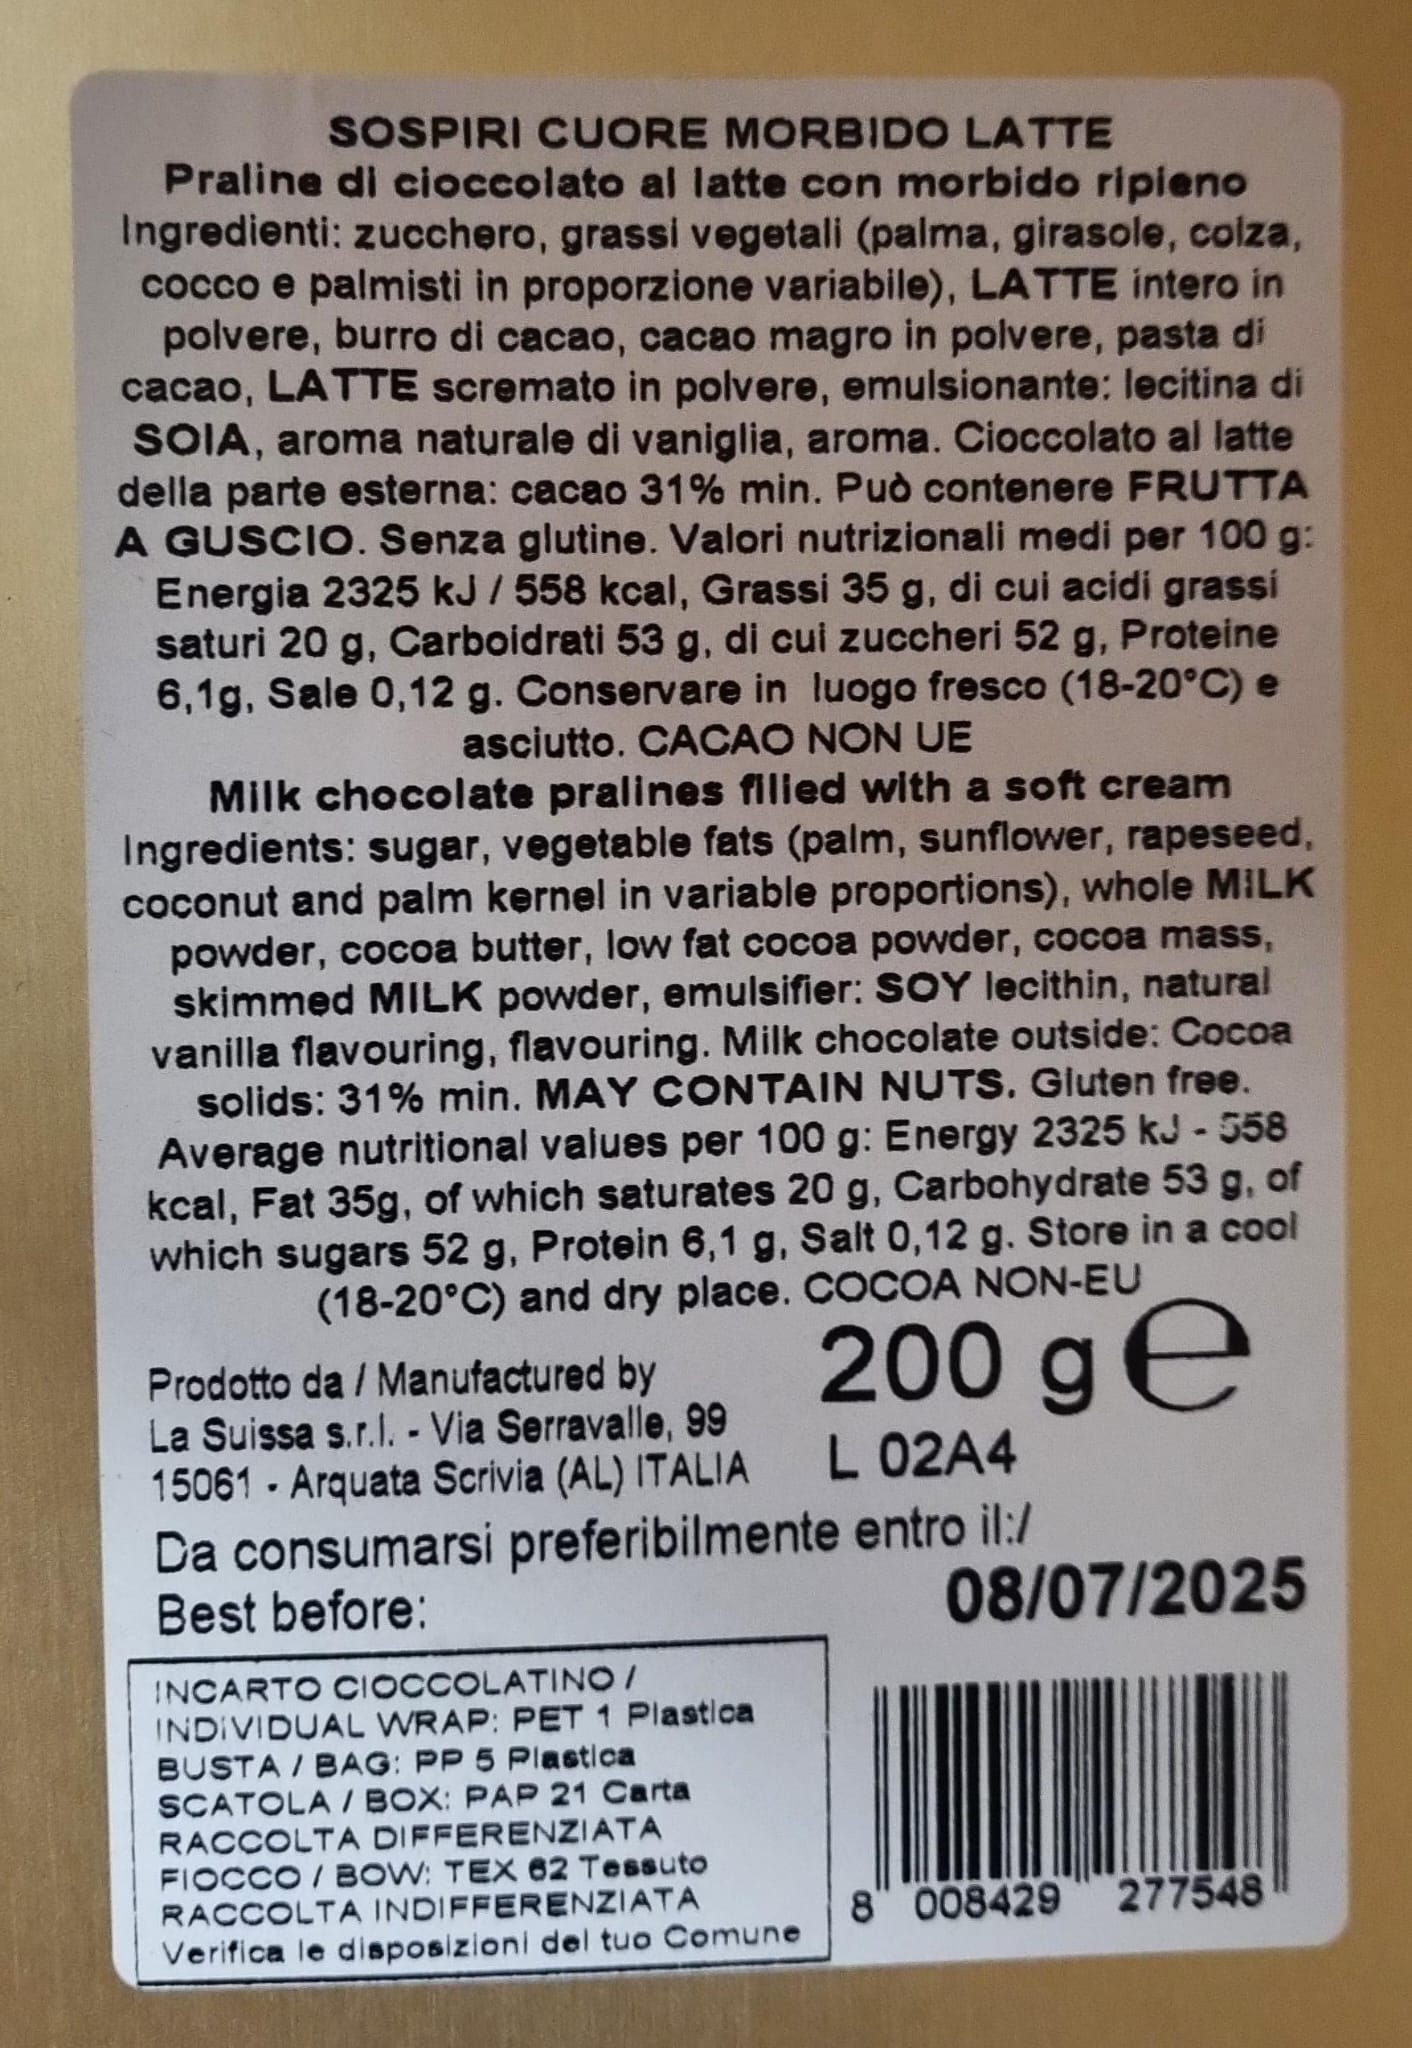 SOSPIRI CUORE MORBIDO LATTE
Praline di cioccolato al latte con morbido ripieno
Ingredienti: zucchero, grassi vegetali (palma, girasole, colza,
cocco e palmisti in proporzione variabile), LATTE intero in
polvere, burro di cacao, cacao magro in polvere, pasta di
cacao, LATTE scremato in polvere, emulsionante: lecitina di
SOIA, aroma naturale di vaniglia, aroma. Cioccolato al latte
della parte esterna: cacao 31% min. Può contenere FRUTTA
A GUSCIO. Senza glutine. Valori nutrizionali medi per 100 g:
Energia 2325 kJ / 558 kcal, Grassi 35 g, di cui acidi grassi
saturi 20 g, Carboidrati 53 g, di cui zuccheri 52 g, Proteine
6,1g, Sale 0,12 g. Conservare in luogo fresco (18-20°C) e
asciutto. CACAO NON UE
Milk chocolate pralines filled with a soft cream
Ingredients: sugar, vegetable fats (palm, sunflower, rapeseed,
coconut and palm kernel in variable proportions), whole MILK
powder, cocoa butter, low fat cocoa powder, cocoa mass,
skimmed MILK powder, emulsifier: SOY lecithin, natural
vanilla flavouring, flavouring. Milk chocolate outside: Cocoa
solids: 31% min. MAY CONTAIN NUTS. Gluten free.
Average nutritional values per 100 g: Energy 2325 kJ - 558
kcal, Fat 35g, of which saturates 20 g, Carbohydrate 53 g, of
which sugars 52 g, Protein 6,1 g, Salt 0,12 g. Store in a cool
(18-20°C) and dry place. COCOA NON-EU
200 g e
Prodotto da / Manufactured by
La Suissa s.r.l. - Via Serravalle, 99
15061 - Arquata Scrivia (AL) ITALIA
L 02A4
Da consumarsi preferibilmente entro il:/
Best before:
08/07/2025
INCARTO CIOCCOLATINO /
INDIVIDUAL WRAP: PET 1 Plastica
BUSTA / BAG: PP 5 Plastica
SCATOLA / BOX: PAP 21 Carta
RACCOLTA DIFFERENZIATA
FIOCCO / BOW: TEX 62 Tessuto
RACCOLTA INDIFFERENZIATA
Verifica le disposizioni del tuo Comune
8 008429 277548